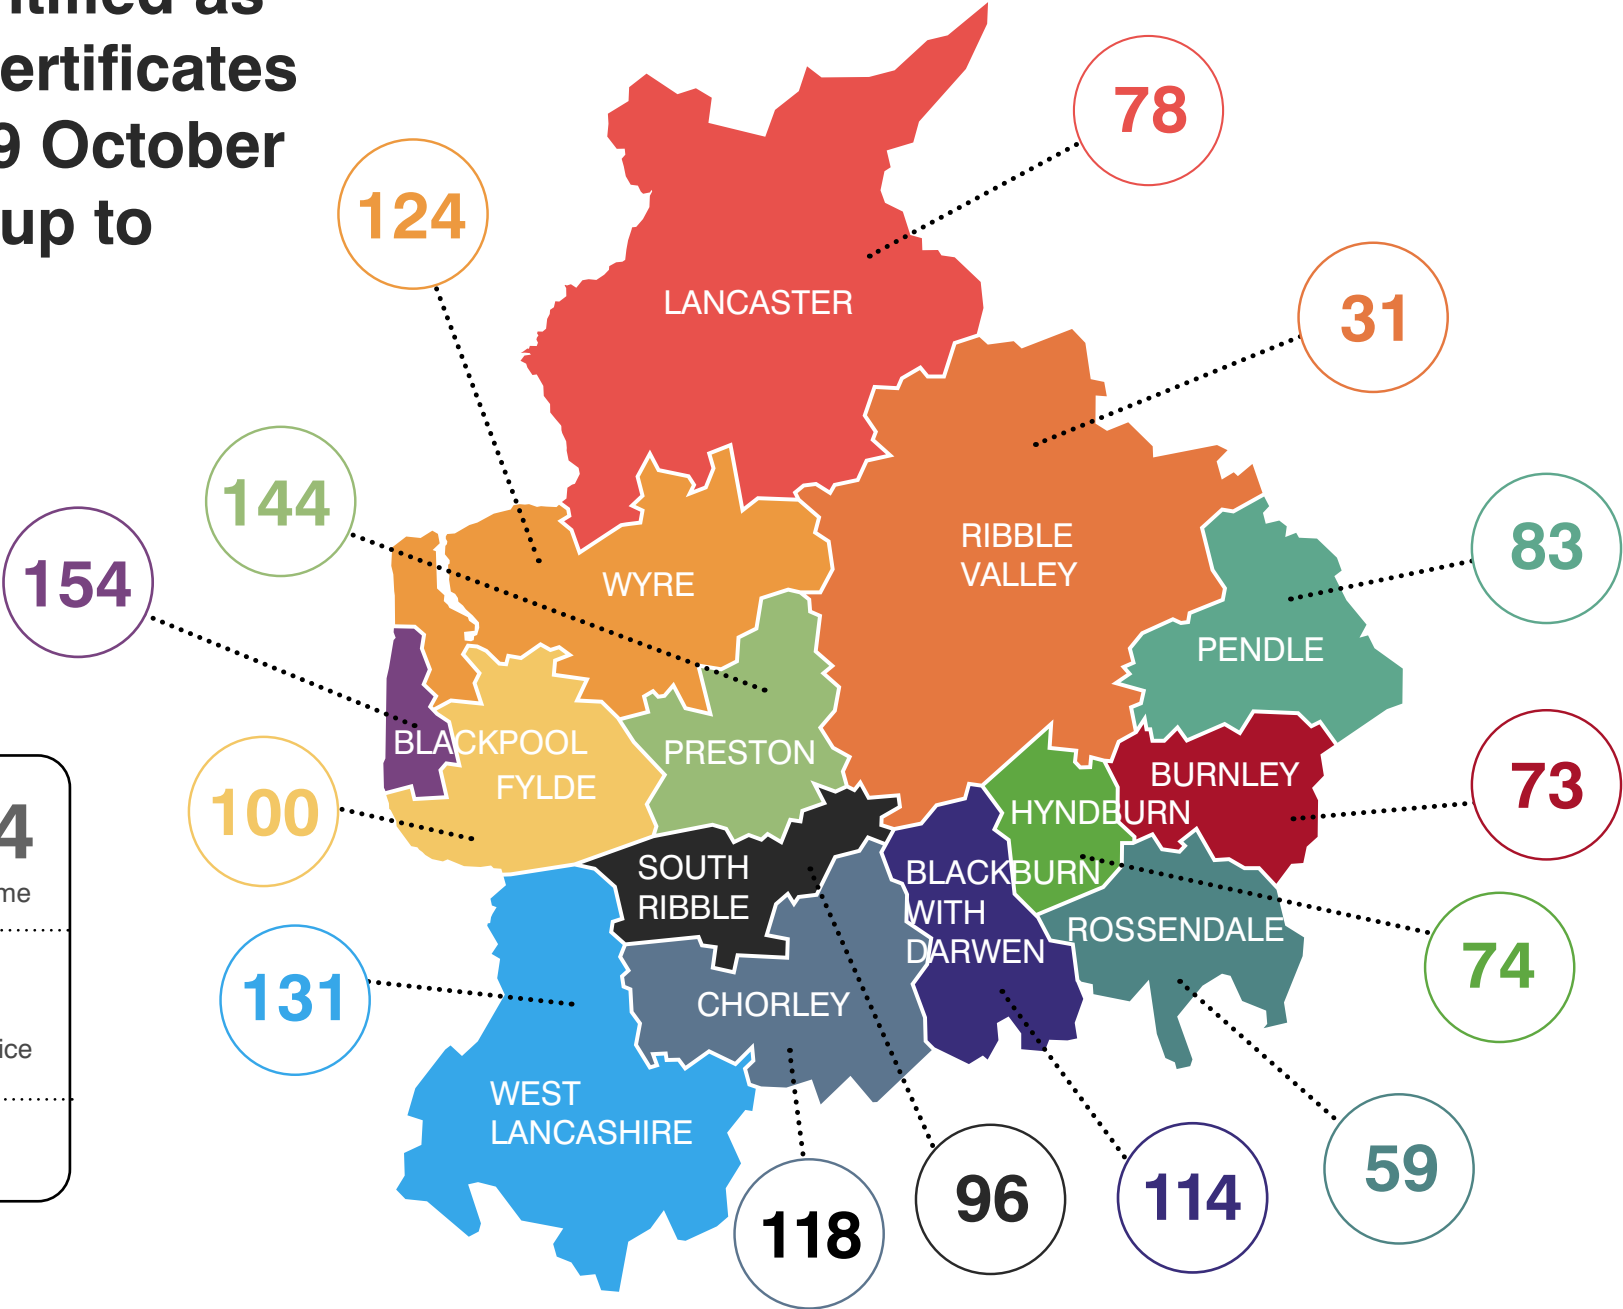 ertificates
9 October
up to
78
124
31
LANCASTER
144
154
RIBBLE
VALLEY
83
WYRE
PENDLE
BLACKPOOL
FYLDE
PRESTON
BURNLEY
73
100
HYNDBURN
4
me
SOUTH
RIBBLE
BLACKBURN
WITH
DARWEN
ROSSENDALE
74
131
CHORLEY
ice
WEST
LANCASHIRE
118
96
114
59